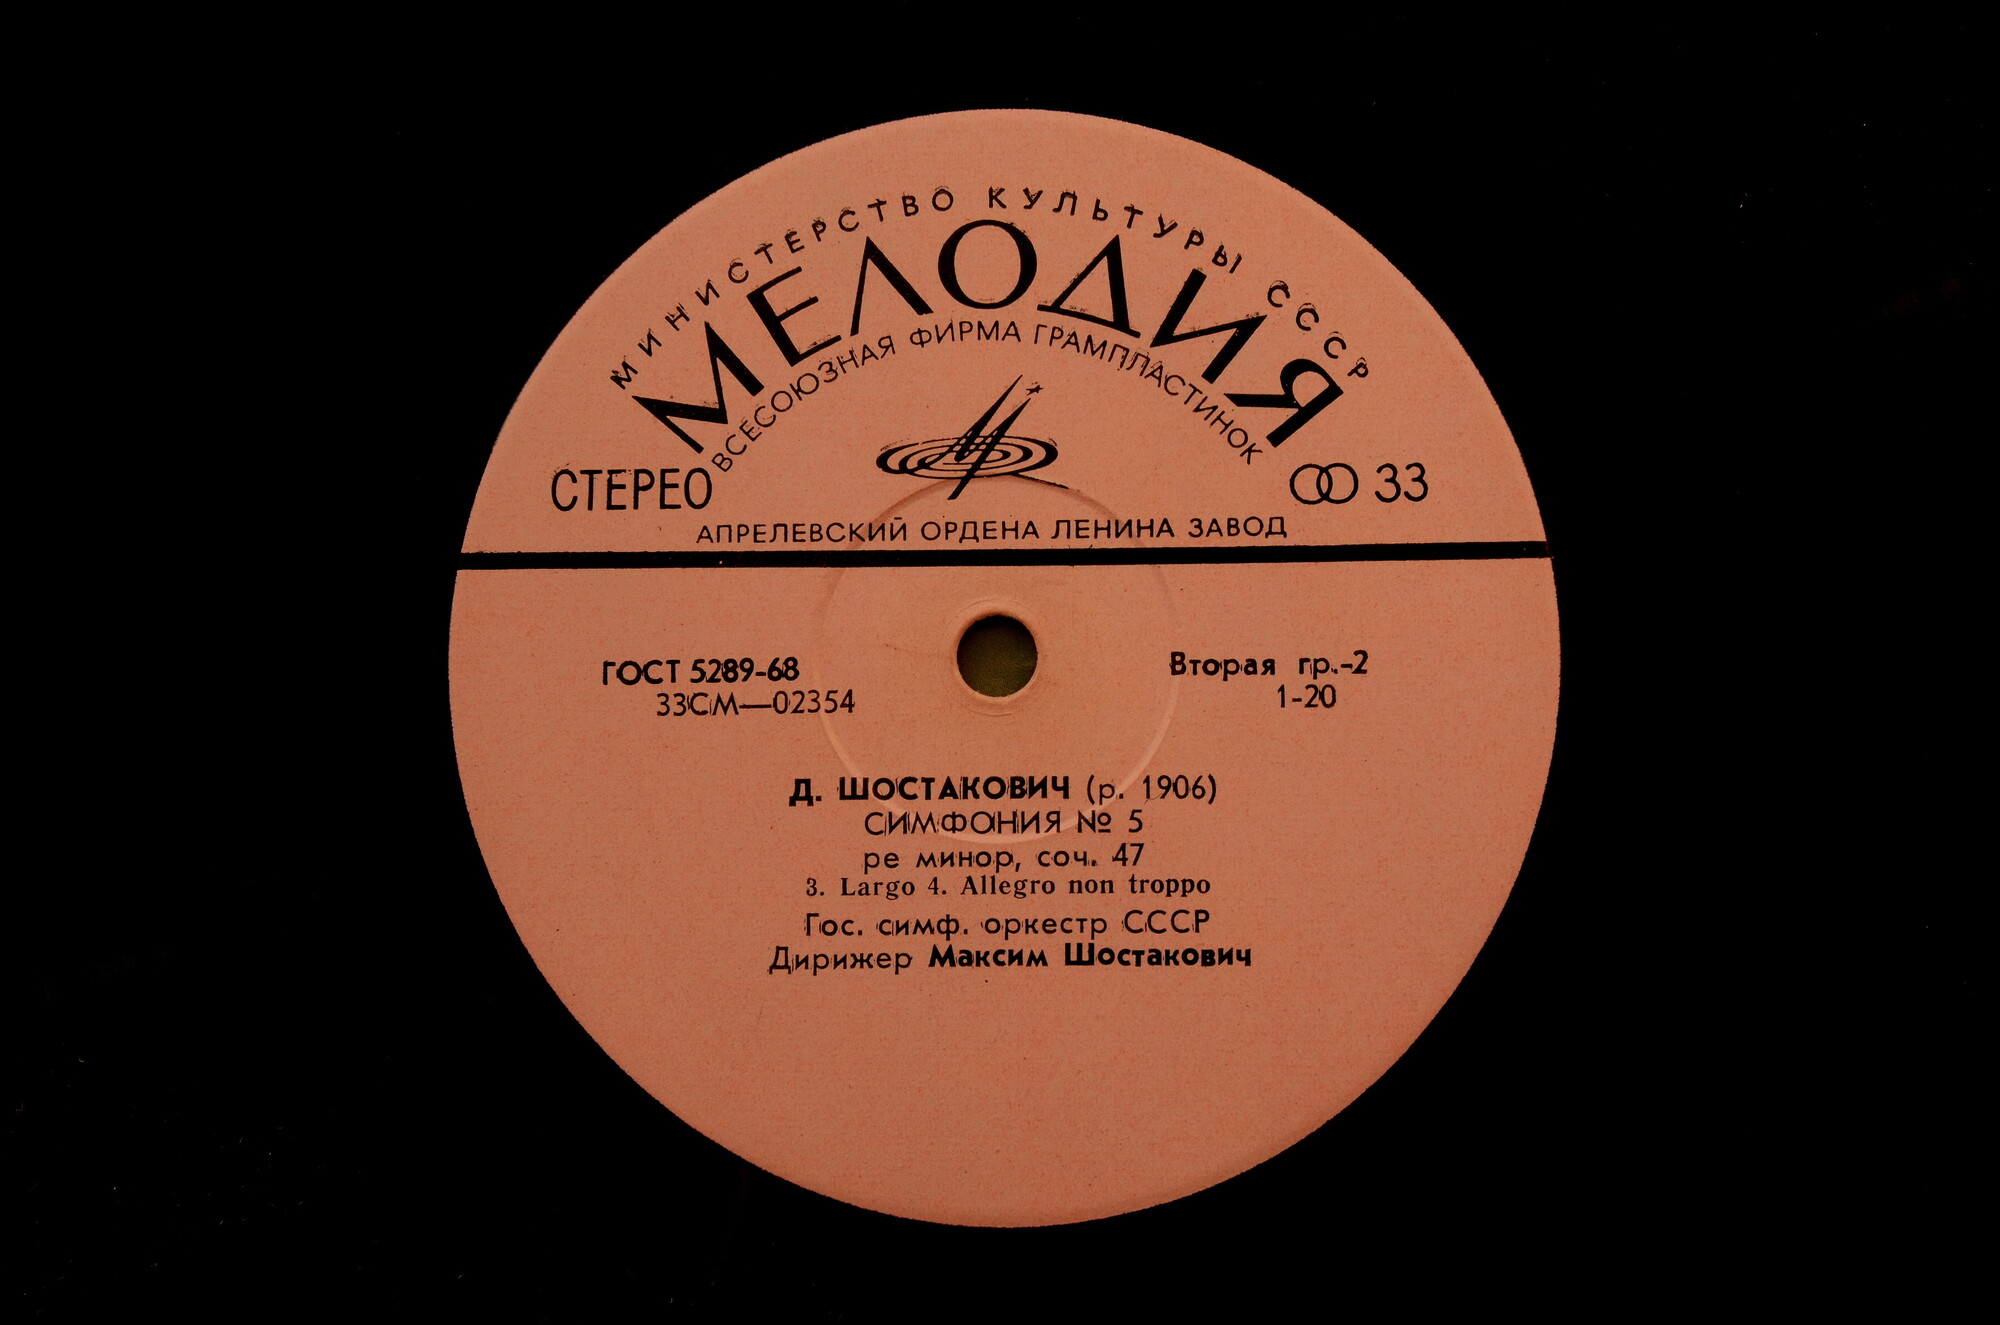 МИНИСТЕРСТВО КУЛЬТУРЫ СССР
МЕЛОДИЯ
ВСЕСОЮЗНАЯ ФИРМА ГРАМПЛАСТИНОК
СТЕРЕО
33
АПРЕЛЕВСКИЙ ОРДЕНА ЛЕНИНА ЗАВОД
ГОСТ 5289-68
33СМ—02354
Вторая гр.-2
1-20
Д. ШОСТАКОВИЧ (р. 1906)
СИМФОНИЯ № 5
ре минор, соч. 47
3. Largo 4. Allegro non troppo
Гос. симф. оркестр СССР
Дирижер Максим Шостакович